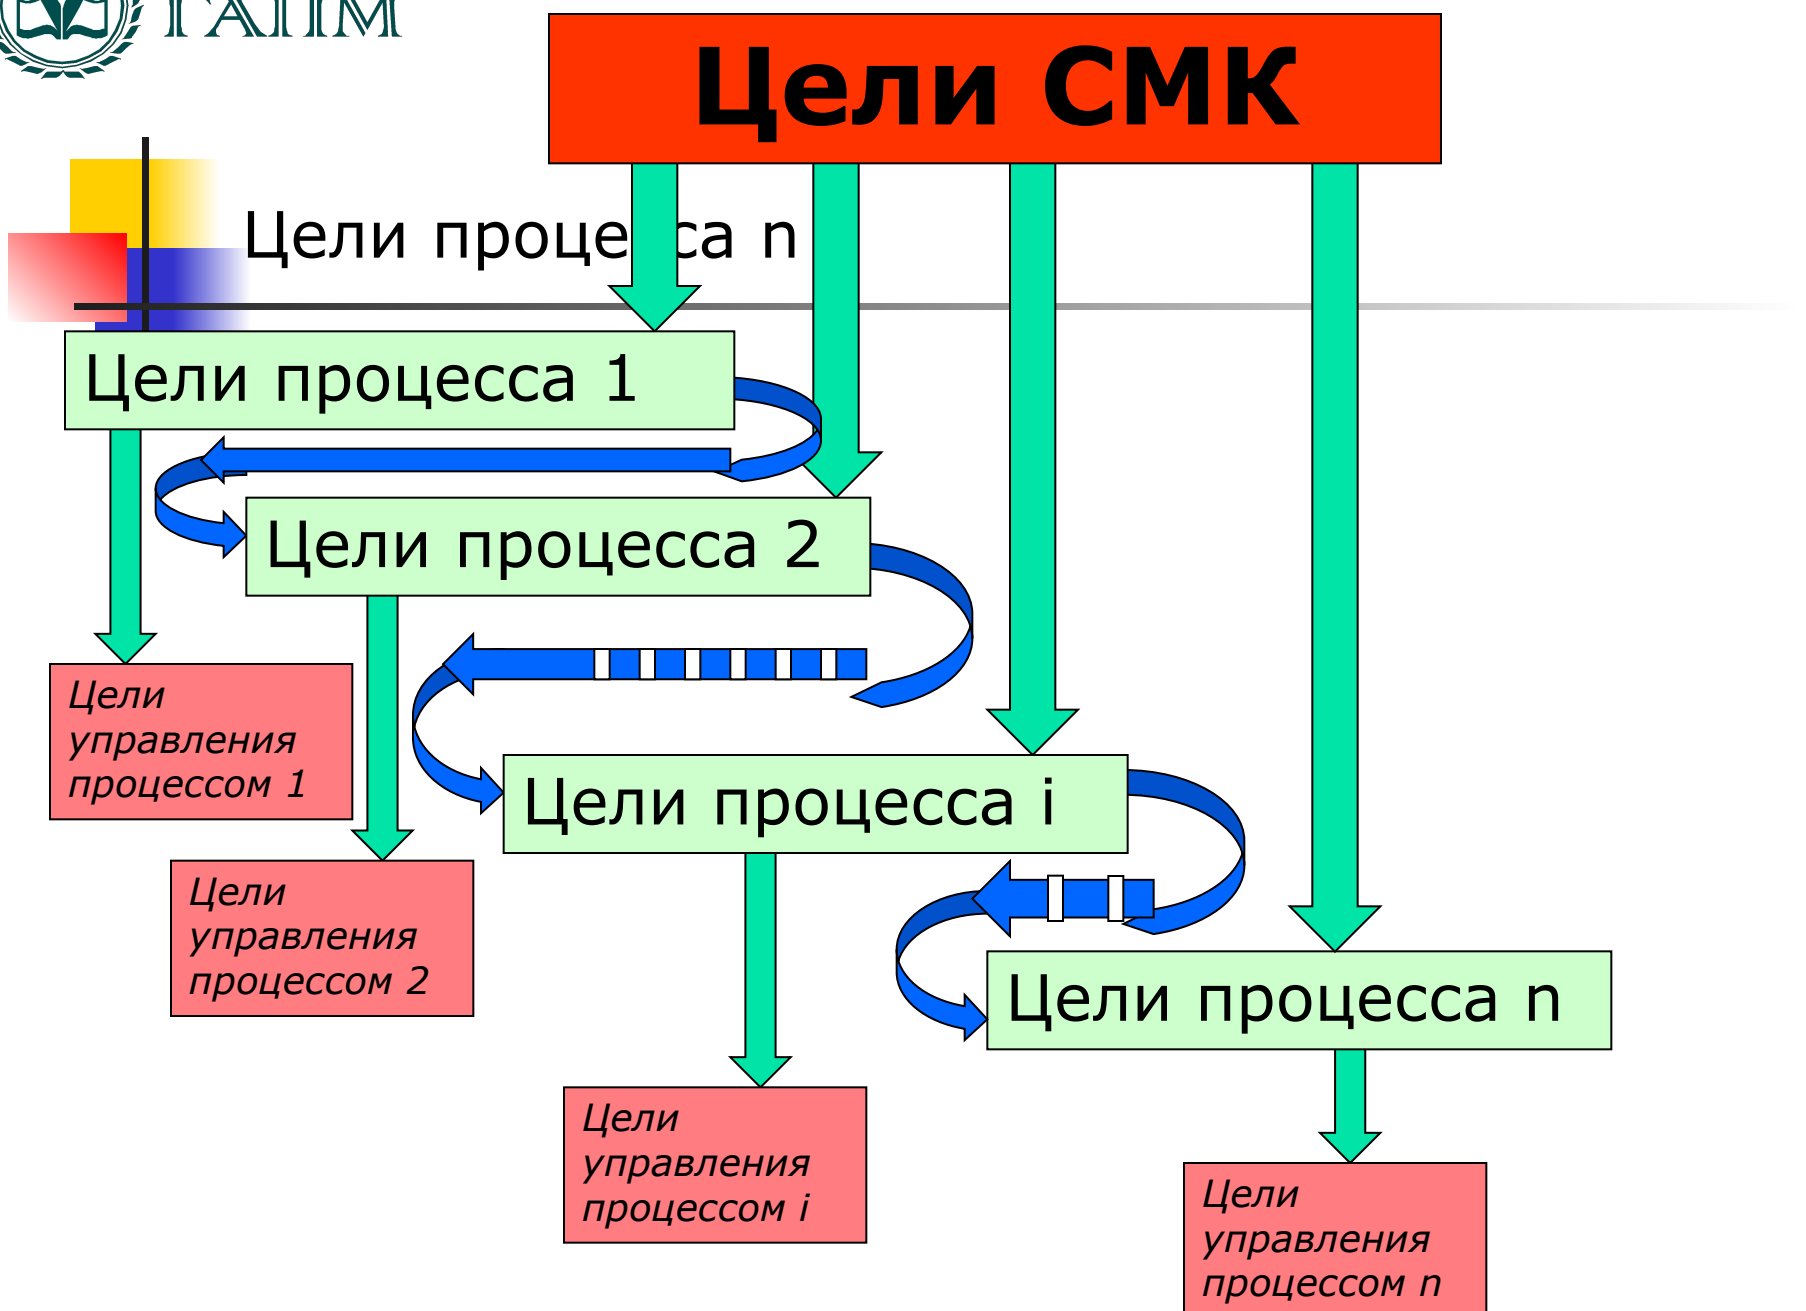 ГАПМ
Цели СМК
Цели процесса n
Цели процесса 1
Цели процесса 2
Цели
управления
процессом 1
Цели процесса i
Цели
управления
процессом 2
Цели процесса n
Цели
управления
процессом i
Цели
управления
процессом n